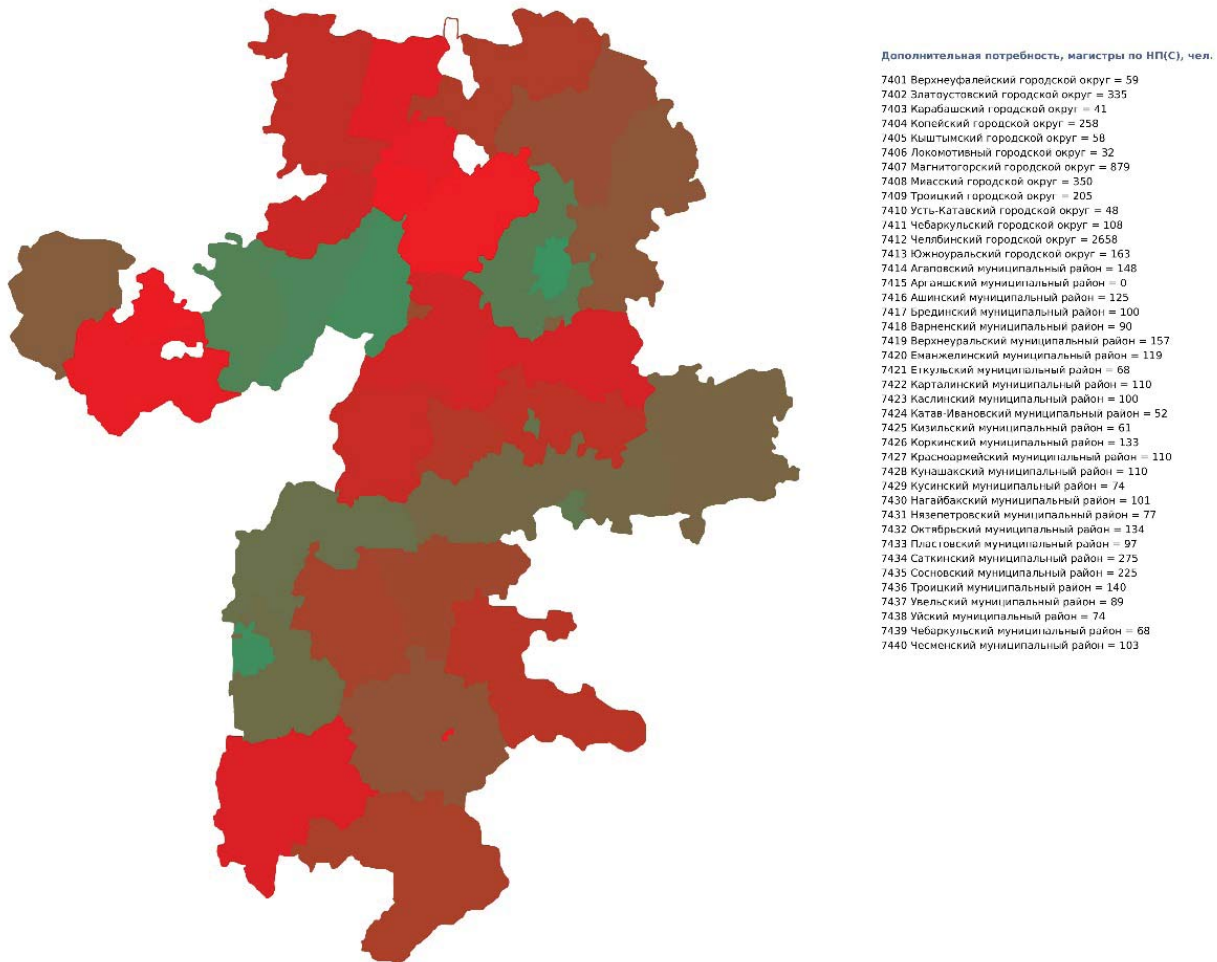 Дополнительная потребность, магистры по НП(С), чел.
7401 Верхнеуфалейский городской округ = 59
7402 Златоустовский городской округ = 335
7403 Карабашский городской округ = 41
7404 Копейский городской округ = 258
7405 Кыштымский городской округ = 58
7406 Локомотивный городской округ = 32
7407 Магнитогорский городской округ = 879
7408 Миасский городской округ = 350
7409 Троицкий городской округ = 205
7410 Усть-Катавский городской округ = 48
7411 Чебаркульский городской округ = 108
7412 Челябинский городской округ = 2658
7413 Южноуральский городской округ = 163
7414 Агаповский муниципальный район = 148
7415 Аргаяшский муниципальный район = 0
7416 Ашинский муниципальный район = 125
7417 Брединский муниципальный район = 100
7418 Варненский муниципальный район = 90
7419 Верхнеуральский муниципальный район = 157
7420 Еманжелинский муниципальный район = 119
7421 Еткульский муниципальный район = 68
7422 Карталинский муниципальный район = 110
7423 Каслинский муниципальный район = 100
7424 Катав-Ивановский муниципальный район = 52
7425 Кизильский муниципальный район = 61
7426 Коркинский муниципальный район = 133
7427 Красноармейский муниципальный район = 110
7428 Кунашакский муниципальный район = 110
7429 Кусинский муниципальный район = 74
7430 Нагайбакский муниципальный район = 101
7431 Нязепетровский муниципальный район = 77
7432 Октябрьский муниципальный район = 134
7433 Пластовский муниципальный район = 97
7434 Саткинский муниципальный район = 275
7435 Сосновский муниципальный район = 225
7436 Троицкий муниципальный район = 140
7437 Увельский муниципальный район = 89
7438 Уйский муниципальный район = 74
7439 Чебаркульский муниципальный район = 68
7440 Чесменский муниципальный район = 103